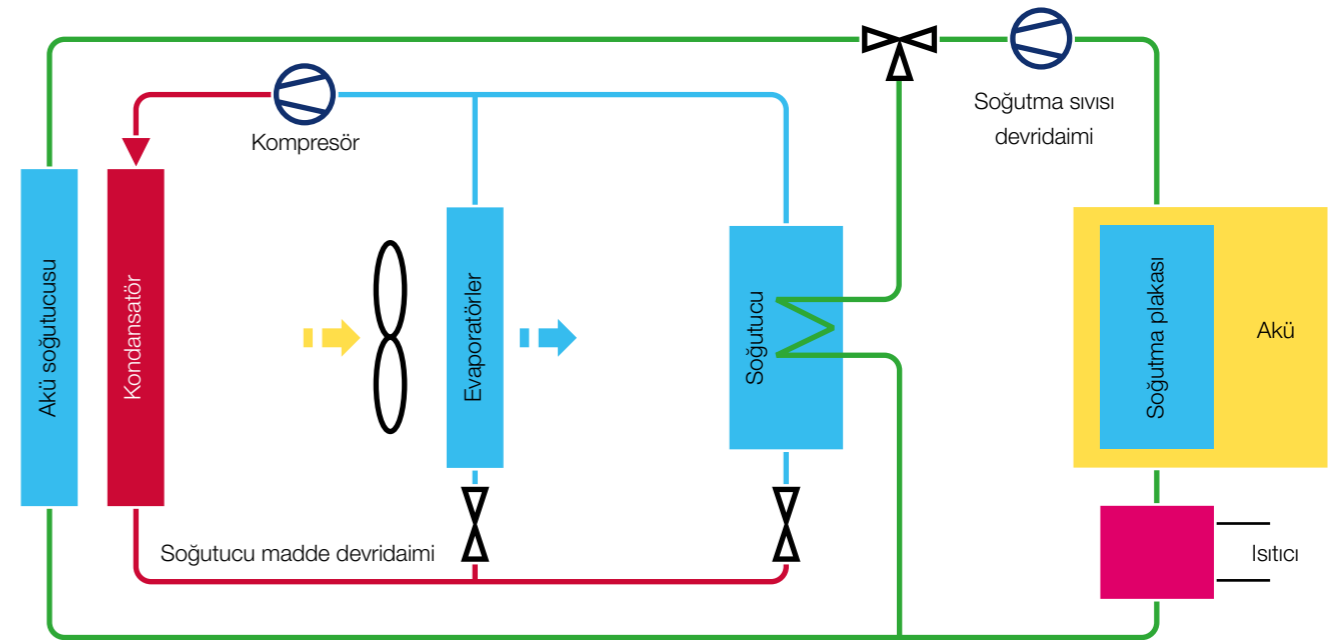 Soğutma sıvısı
devridaimi
Kompresör
Akü soğutucusu
Kondansatör
Evaporatörler
Soğutucu
Soğutma plakası
Akü
Soğutucu madde devridaimi
Isıtıcı